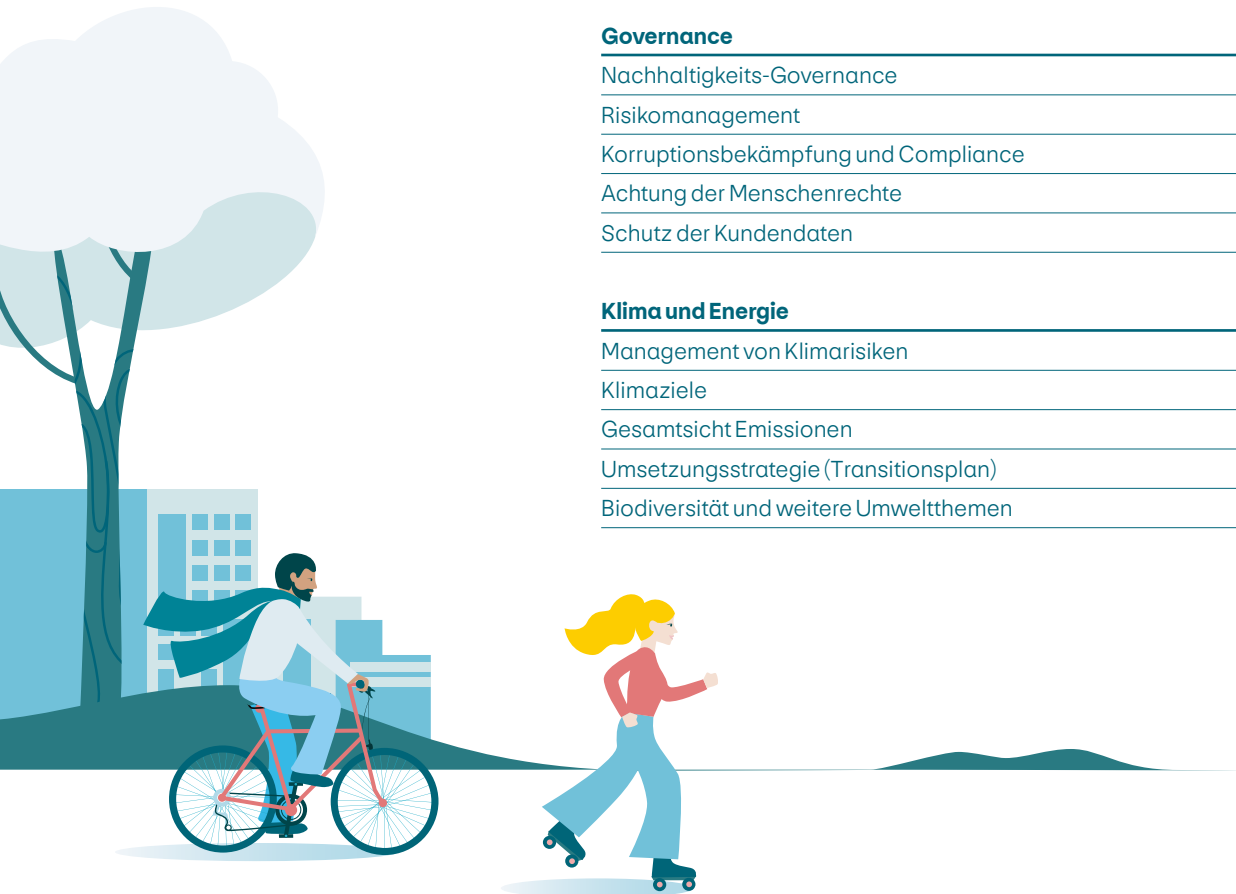 Governance
Nachhaltigkeits-Governance
Risikomanagement
Korruptionsbekämpfung und Compliance
Achtung der Menschenrechte
Schutz der Kundendaten
Klima und Energie
Management von Klimarisiken
Klimaziele
Gesamtsicht Emissionen
Umsetzungsstrategie (Transitionsplan)
Biodiversität und weitere Umweltthemen